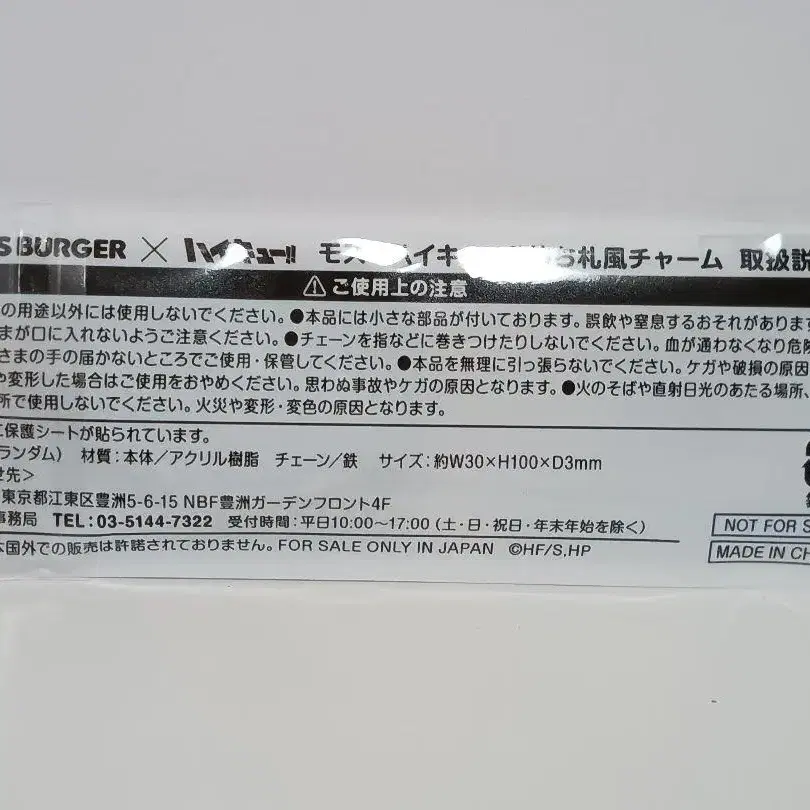 S BURGER × ハイキュー!! モス ハイキ お札風チャーム 取扱説
⚠ ご使用上の注意
の用途以外には使用しないでください。●本品には小さな部品が付いております。誤飲や窒息するおそれがあります
まが口に入れないようご注意ください。●チェーンを指などに巻きつけたりしないでください。血が通わなくなり危険
さまの手の届かないところでご使用・保管してください。●本品を無理に引っ張らないでください。ケガや破損の原因
や変形した場合はご使用をおやめください。思わぬ事故やケガの原因となります。●火のそばや直射日光のあたる場所、
所で使用しないでください。火災や変形・変色の原因となります。
保護シートが貼られています。
ランダム) 材質:本体/アクリル樹脂 チェーン/鉄 サイズ:約W30×H100×D3mm
せ先>
東京都江東区豊洲5-6-15 NBF豊洲ガーデンフロント4F
事務局 TEL:03-5144-7322 受付時間:平日10:00~17:00(土・日・祝日・年末年始を除く)
本国外での販売は許諾されておりません。FOR SALE ONLY IN JAPAN ©HF/S,HP
NOT FOR S
MADE IN CH